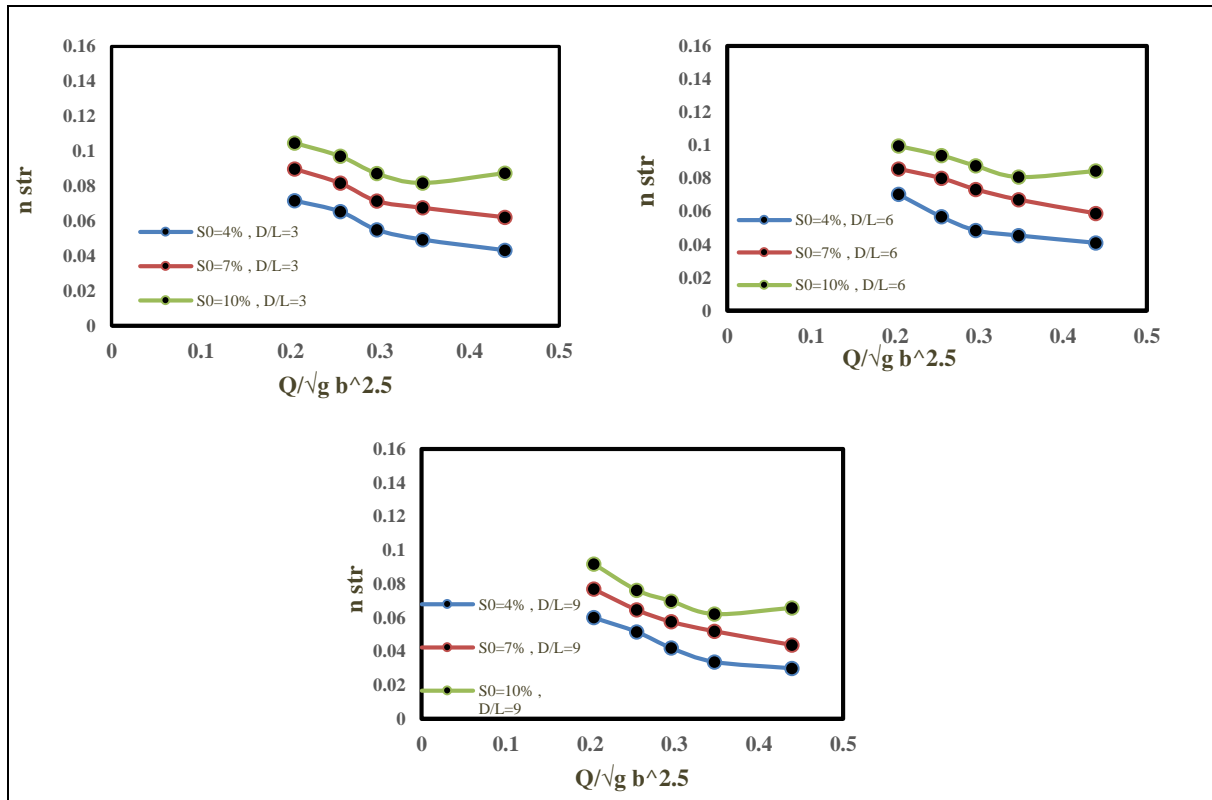 0.16
0.14
0.12
0.1
0.08
0.06
0.04
0.02
0
n str
S0=4% , D/L=3
S0=7% , D/L=3
S0=10% , D/L=3
0 0.1 0.2 0.3 0.4 0.5
Q/√g b^2.5
0.16
0.14
0.12
0.1
0.08
0.06
0.04
0.02
0
n str
S0=4%, D/L=6
S0=7% , D/L=6
S0=10% , D/L=6
0 0.1 0.2 0.3 0.4 0.5
Q/√g b^2.5
0.16
0.14
0.12
0.1
0.08
0.06
0.04
0.02
0
n str
S0=4% , D/L=9
S0=7% , D/L=9
S0=10% ,
D/L=9
0 0.1 0.2 0.3 0.4 0.5
Q/√g b^2.5